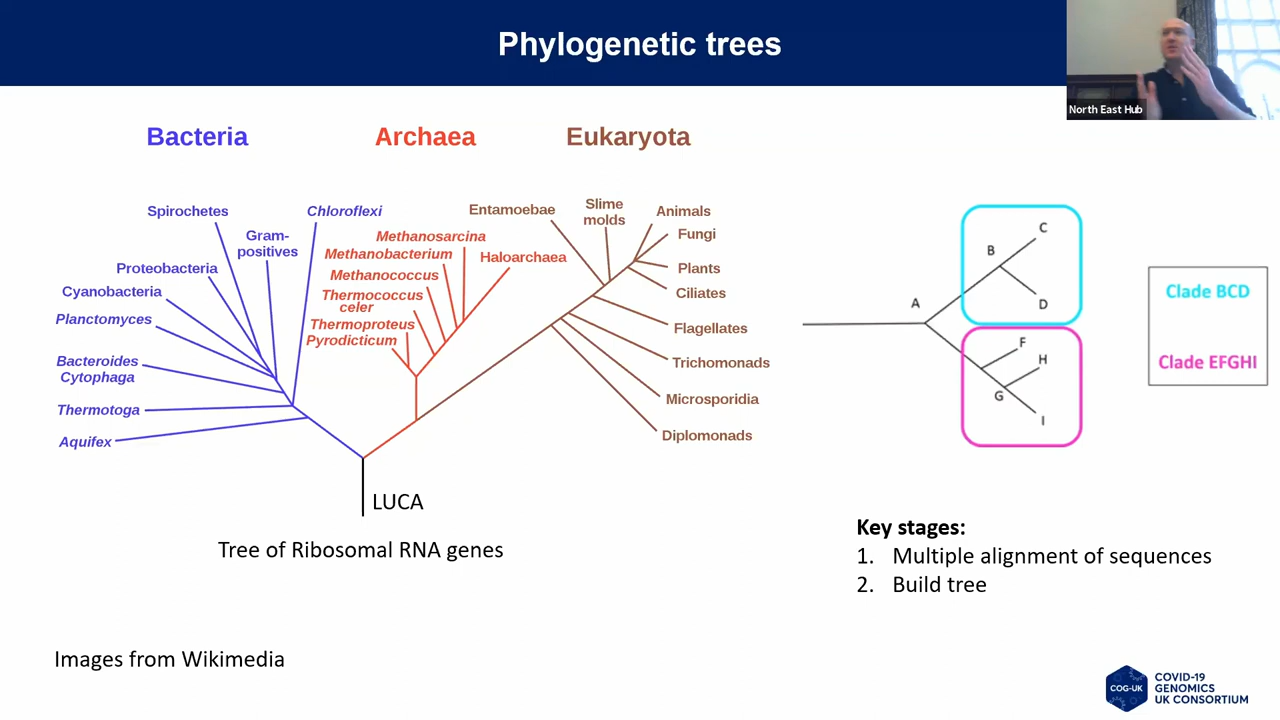 Phylogenetic trees
North East Hub
Bacteria
Archaea
Eukaryota
Spirochetes
Chloroflexi
Gram-
positives
Proteobacteria
Cyanobacteria
Planctomyces
Bacteroides
Cytophaga
Thermotoga
Aquifex
Methanosarcina
Methanobacterium
Haloarchaea
Methanococcus
Thermococcus
celer
Thermoproteus
Pyrodicticum
Entamoebae
Slime
molds
Animals
Fungi
Plants
Ciliates
Flagellates
Trichomonads
Microsporidia
Diplomonads
LUCA
Tree of Ribosomal RNA genes
A
B
C
D
F
H
G
I
Clade BCD
Clade EFGHI
Key stages:
1. Multiple alignment of sequences
2. Build tree
Images from Wikimedia
COG-UK
COVID-19
GENOMICS
UK CONSORTIUM